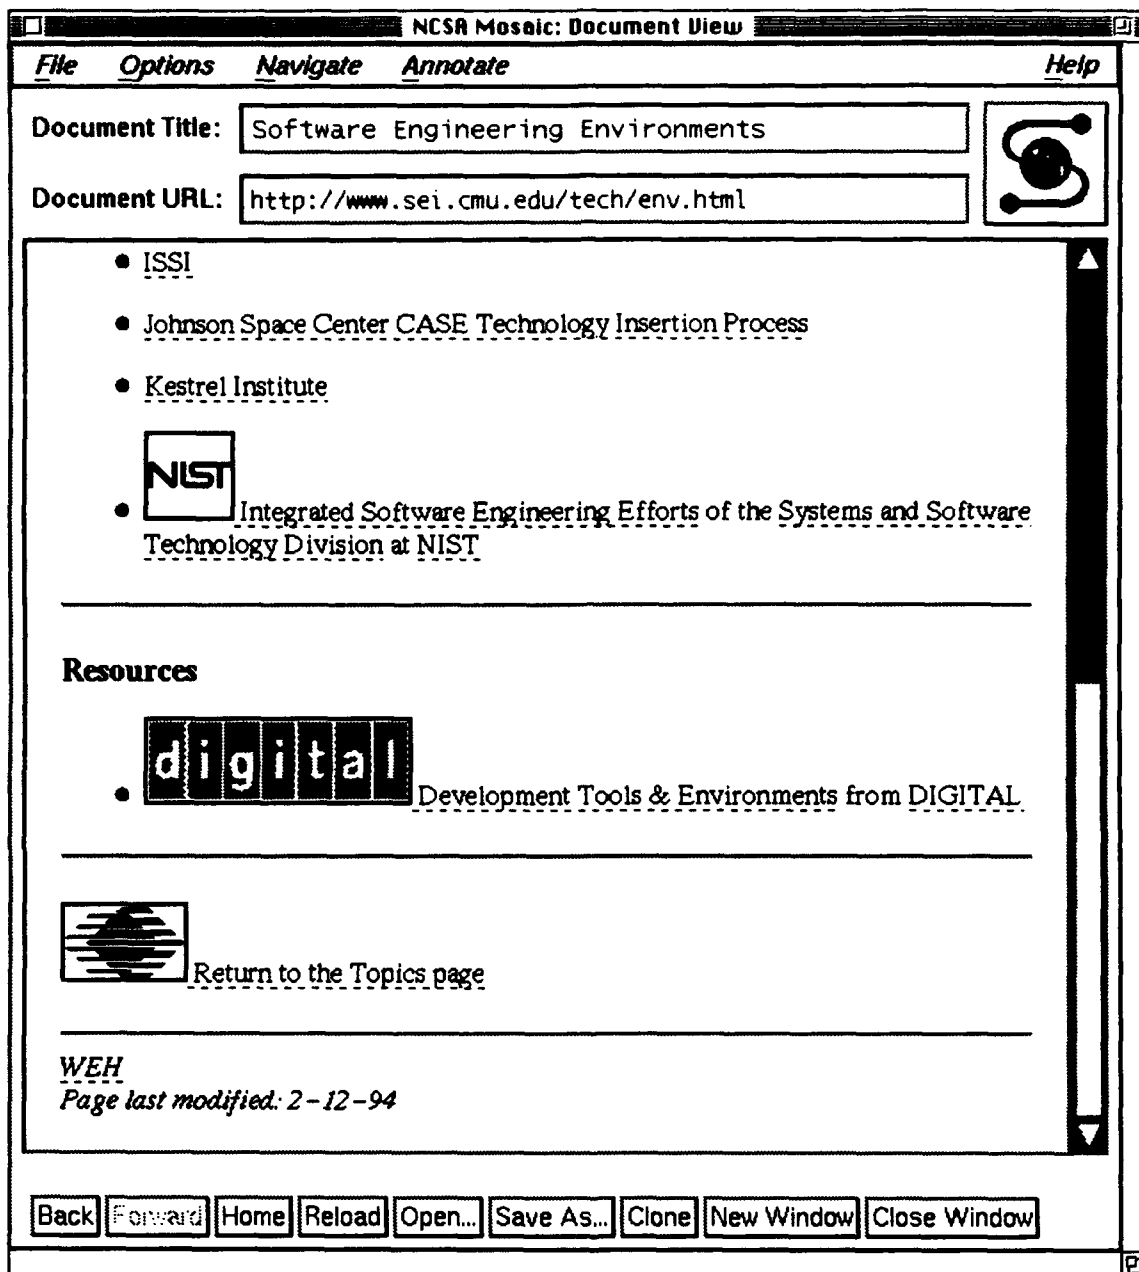 NCSA Mosaic: Document View
File Options Navigate Annotate Help
Document Title: Software Engineering Environments
Document URL: http://www.sei.cmu.edu/tech/env.html
ISSI
Johnson Space Center CASE Technology Insertion Process
Kestrel Institute
NIST
Integrated Software Engineering Efforts of the Systems and Software
Technology Division at NIST
Resources
digital
Development Tools & Environments from DIGITAL
Return to the Topics page
WEH
Page last modified: 2-12-94
Back Forward Home Reload Open... Save As... Clone New Window Close Window